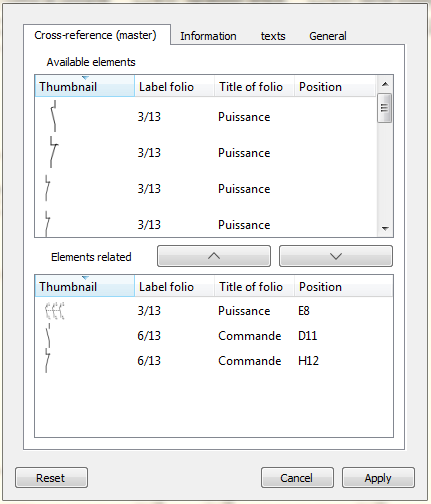 Cross-reference (master) Information texts General
Available elements
Thumbnail Label folio Title of folio Position
3/13 Puissance
3/13 Puissance
3/13 Puissance
3/13 Puissance
Elements related
Thumbnail Label folio Title of folio Position
3/13 Puissance E8
6/13 Commande D11
6/13 Commande H12
Reset Cancel Apply